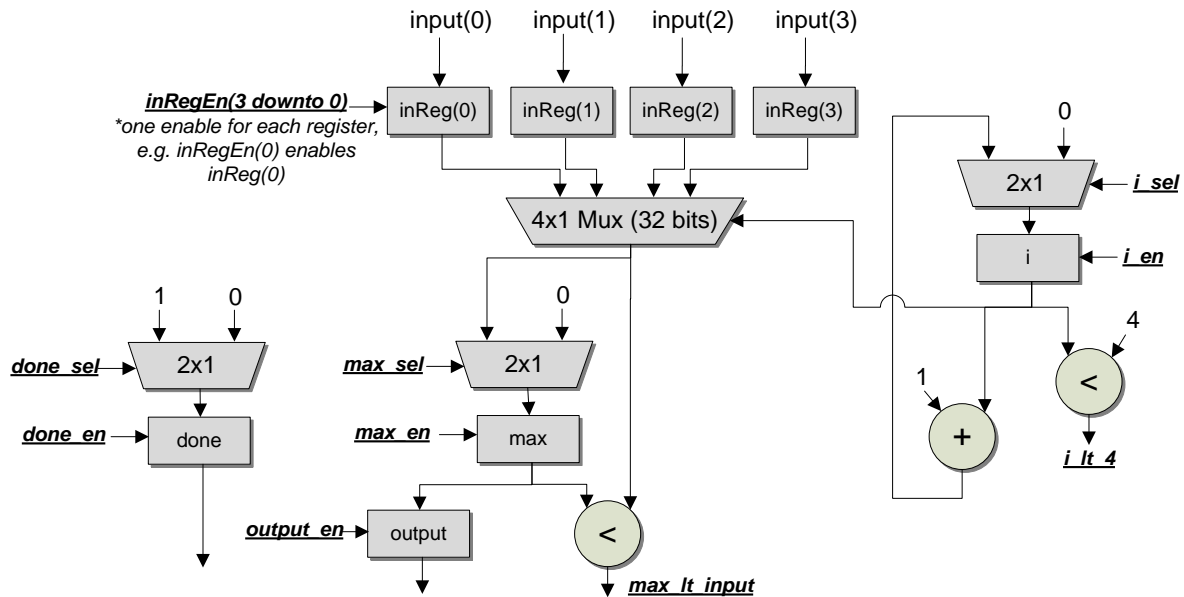 input(0)
input(1)
input(2)
input(3)
inRegEn(3 downto 0)
*one enable for each register,
e.g. inRegEn(0) enables
inReg(0)
inReg(0)
inReg(1)
inReg(2)
inReg(3)
0
2x1
i_sel
4x1 Mux (32 bits)
i
i_en
1
0
2x1
done_sel
done_en
done
0
2x1
max_sel
max_en
max
output_en
output
<
max_lt_input
4
<
i_lt_4
1
+